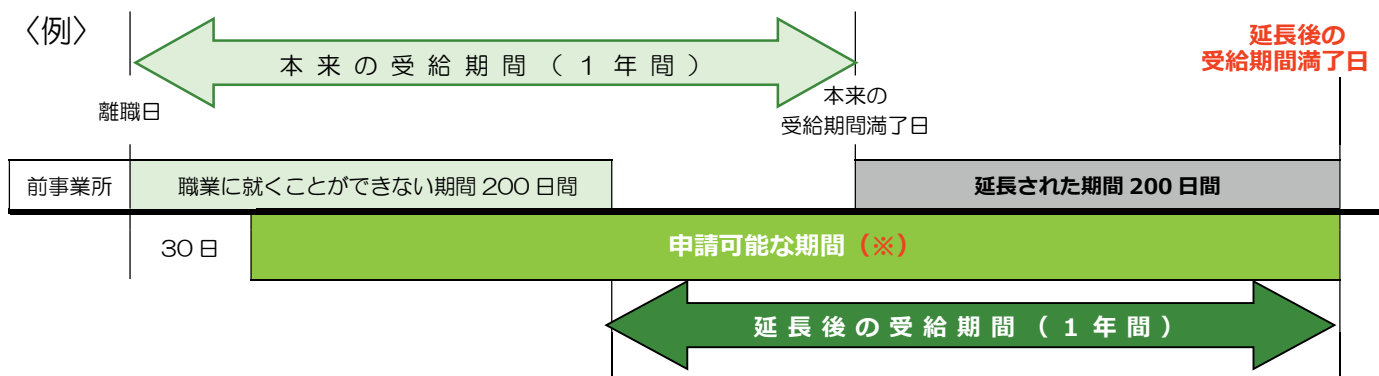 〈例〉
本来の受給期間（１年間）
延長後の
受給期間満了日
離職日
本来の
受給期間満了日
前事業所
職業に就くことができない期間 200 日間
延長された期間 200 日間
30 日
申請可能な期間（※）
延長後の受給期間（１年間）